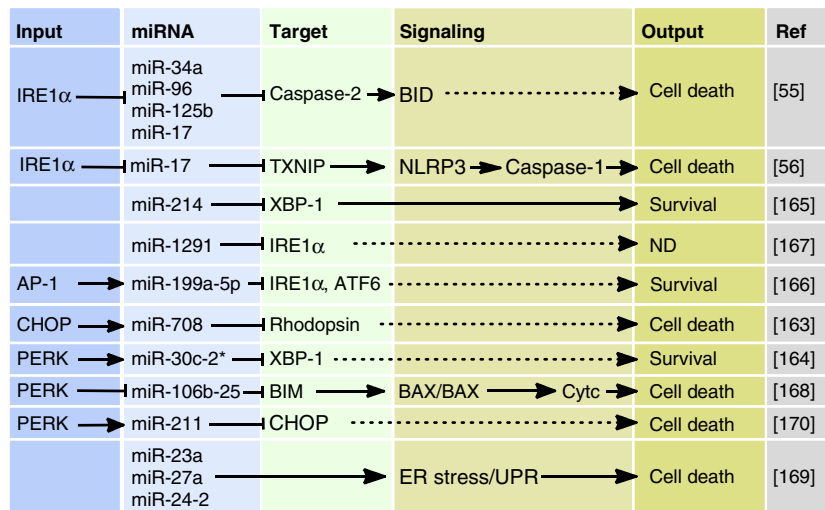 Input miRNA Target Signaling Output Ref
miR-34a
miR-96
IRE1α Caspase-2 BID Cell death [55]
miR-125b
miR-17
IRE1α miR-17 TXNIP NLRP3 Caspase-1 Cell death [56]
miR-214 XBP-1 Survival [165]
miR-1291 IRE1α ND [167]
AP-1 miR-199a-5p IRE1α, ATF6 Survival [166]
CHOP miR-708 Rhodopsin Cell death [163]
PERK miR-30c-2* XBP-1 Survival [164]
PERK miR-106b-25 BIM BAX/BAX Cytc Cell death [168]
PERK miR-211 CHOP Cell death [170]
miR-23a
miR-27a ER stress/UPR Cell death [169]
miR-24-2